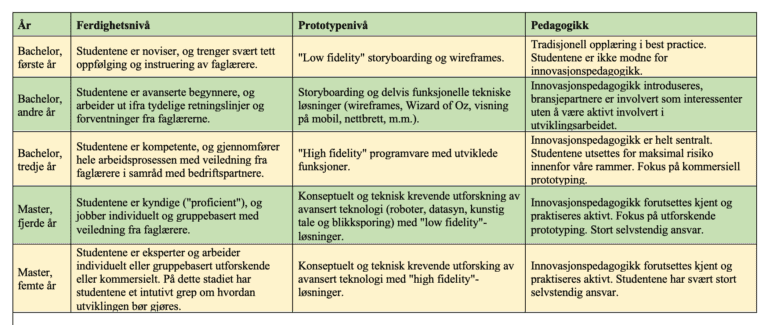 År
Ferdighetsnivå
Prototypenivå
Pedagogikk
Bachelor,
første år
Studentene er noviser, og trenger svært tett
oppfølging og instruering av faglærere.
"Low fidelity" storyboarding og wireframes.
Tradisjonell opplæring i best practice.
Studentene er ikke modne for
innovasjonspedagogikk.
Bachelor,
andre år
Studentene er avanserte begynnere, og
arbeider ut ifra tydelige retningslinjer og
forventninger fra faglærerne.
Storyboarding og delvis funksjonelle tekniske
løsninger (wireframes, Wizard of Oz, visning
på mobil, nettbrett, m.m.).
Innovasjonspedagogikk introduseres,
bransjepartnere er involvert som interessenter
uten å være aktivt involvert i
utviklingsarbeidet.
Bachelor,
tredje år
Studentene er kompetente, og gjennomfører
hele arbeidsprosessen med veiledning fra
faglærere i samråd med bedriftspartnere.
"High fidelity" programvare med utviklede
funksjoner.
Innovasjonspedagogikk er helt sentralt.
Studentene utsettes for maksimal risiko
innenfor våre rammer. Fokus på kommersiell
prototyping.
Master,
fjerde år
Studentene er kyndige ("proficient"), og
jobber individuelt og gruppebasert med
veiledning fra faglærere.
Konseptuelt og teknisk krevende utforskning av
avansert teknologi (roboter, datasyn, kunstig
tale og blikksporing) med "low fidelity"-
løsninger.
Innovasjonspedagogikk forutsettes kjent og
praktiseres aktivt. Fokus på utforskende
prototyping. Stort selvstendig ansvar.
Master,
femte år
Studentene er eksperter og arbeider
individuelt eller gruppebasert utforskende
eller kommersielt. På dette stadiet har
studentene et intutivt grep om hvordan
utviklingen bør gjøres.
Konseptuelt og teknisk krevende utforsking av
avansert teknologi med "high fidelity"-
løsninger.
Innovasjonspedagogikk forutsettes kjent og
praktiseres aktivt. Studentene har svært stort
selvstendig ansvar.